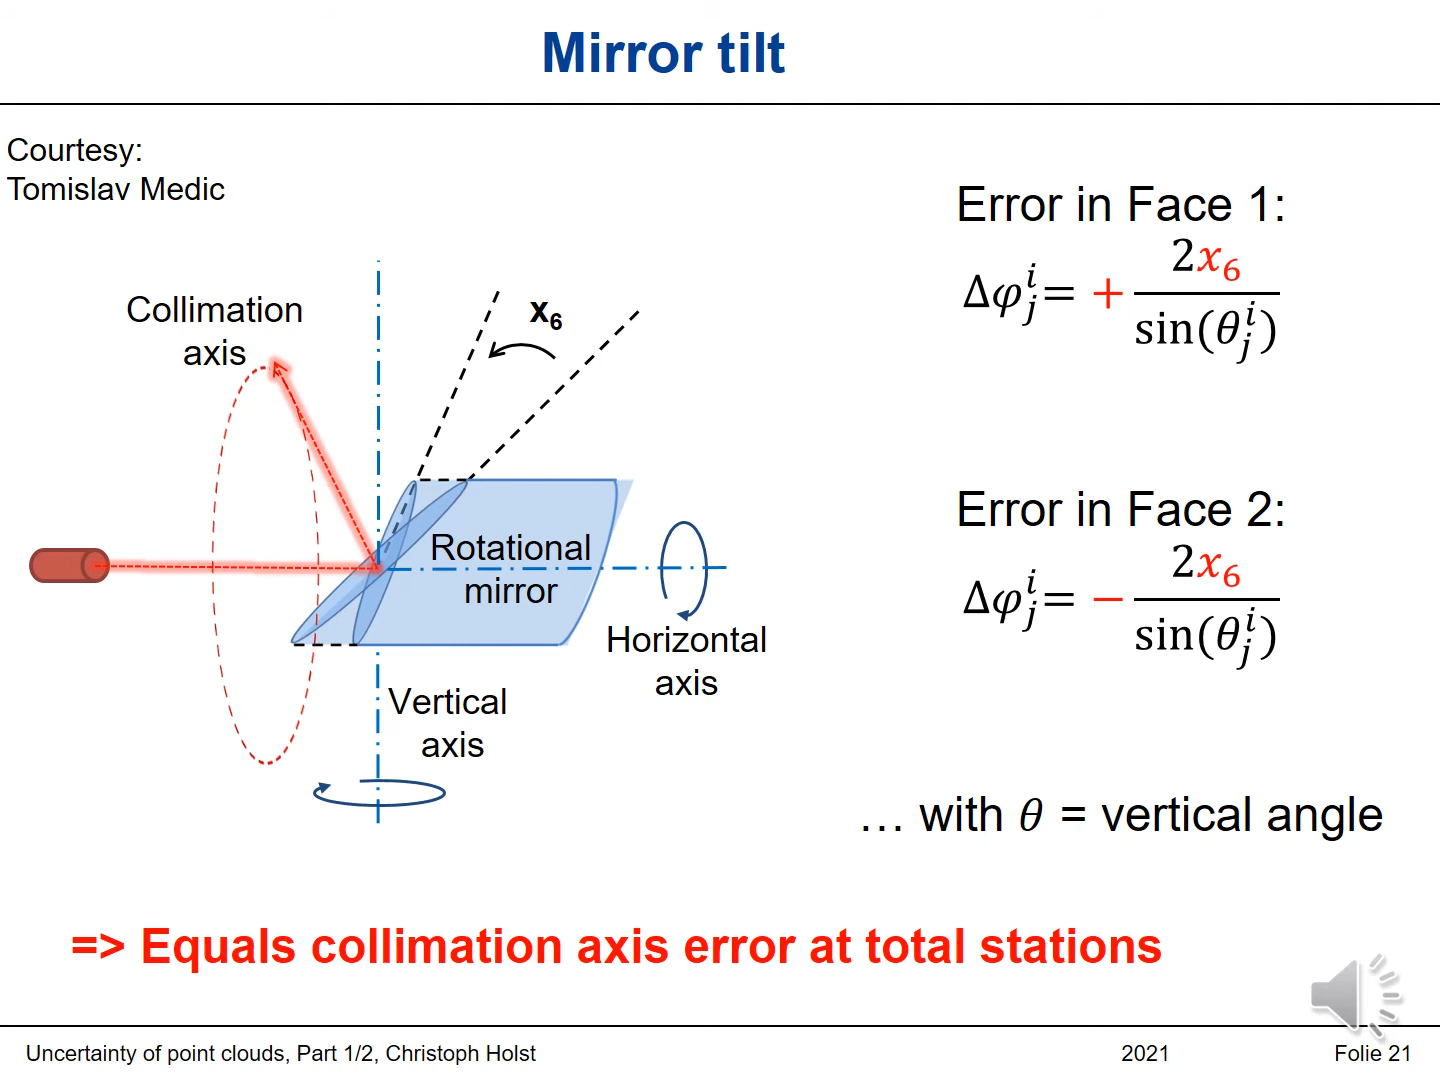 Mirror tilt
Courtesy:
Tomislav Medic
Collimation
axis
x₆
Rotational
mirror
Horizontal
axis
Vertical
axis
Error in Face 1:
Δφⱼⁱ = + 2x₆ / sin(θⱼⁱ)
Error in Face 2:
Δφⱼⁱ = − 2x₆ / sin(θⱼⁱ)
… with θ = vertical angle
=> Equals collimation axis error at total stations
Uncertainty of point clouds, Part 1/2, Christoph Holst
2021
Folie 21